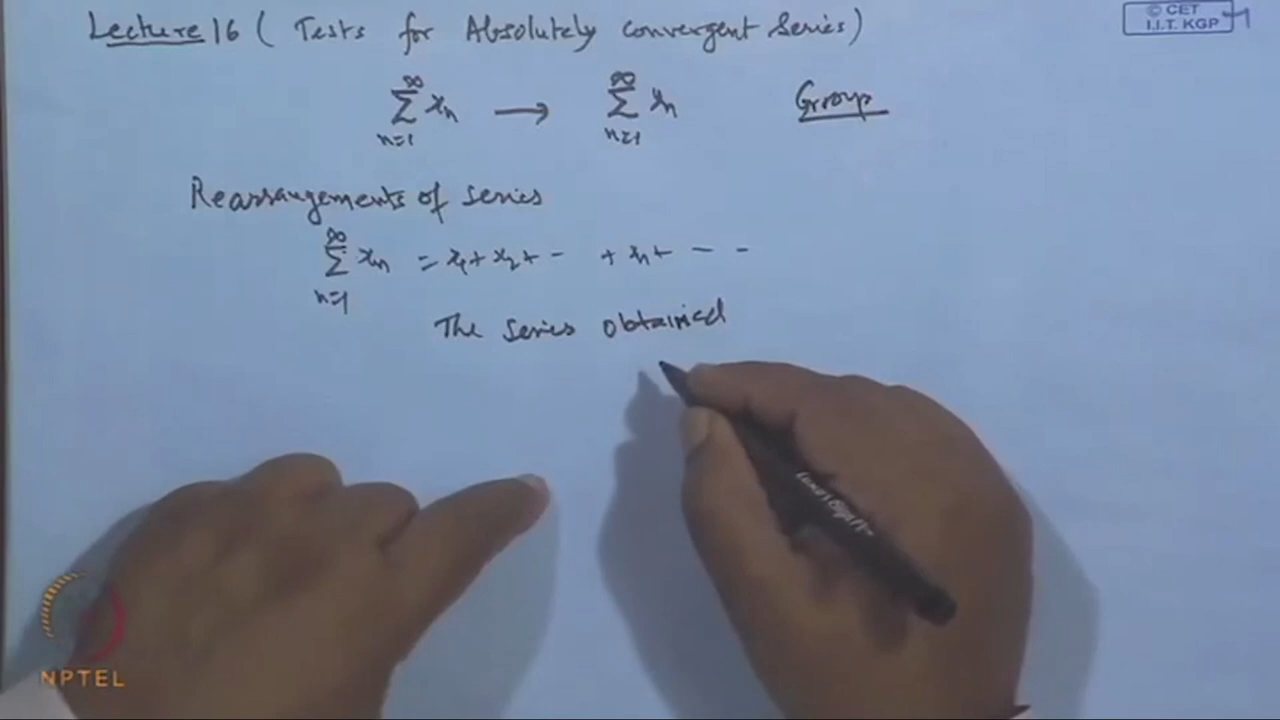 Lecture 16 ( Tests for Absolutely convergent Series)
© CET
I.I.T. KGP
∞ ∑ n=1 xn → ∞ ∑ n=1 xn Group
Rearrangements of series
∞ ∑ n=1 xn = x1 + x2 + - + xn + - -
The series obtained
NPTEL